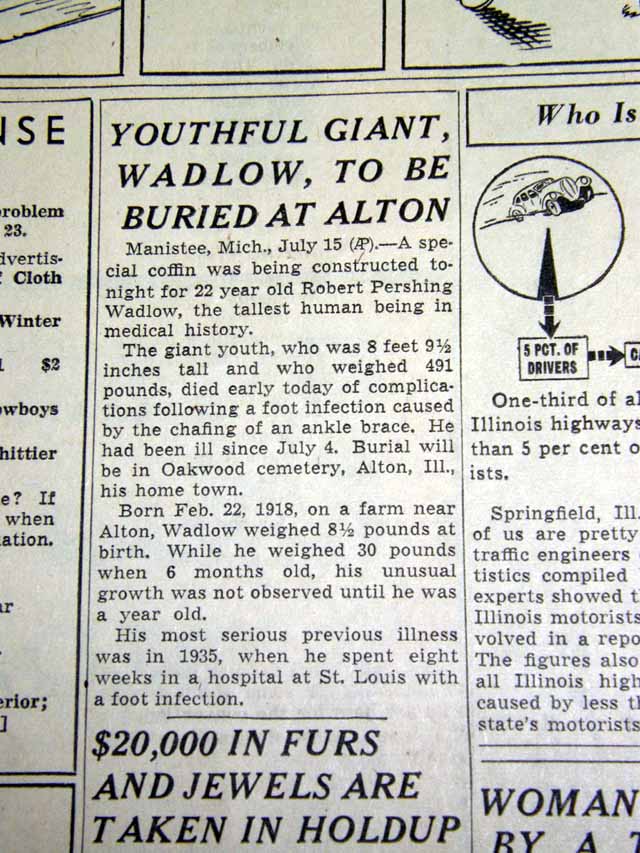 NSE
problem
23.
dvertis-
Cloth
Winter
$2
owboys
hittier
e? If
when
ation.
ar
erior;
]
YOUTHFUL GIANT,
WADLOW, TO BE
BURIED AT ALTON
Manistee, Mich., July 15 (AP).—A spe-
cial coffin was being constructed to-
night for 22 year old Robert Pershing
Wadlow, the tallest human being in
medical history.
The giant youth, who was 8 feet 9½
inches tall and who weighed 491
pounds, died early today of complica-
tions following a foot infection caused
by the chafing of an ankle brace. He
had been ill since July 4. Burial will
be in Oakwood cemetery, Alton, Ill.,
his home town.
Born Feb. 22, 1918, on a farm near
Alton, Wadlow weighed 8½ pounds at
birth. While he weighed 30 pounds
when 6 months old, his unusual
growth was not observed until he was
a year old.
His most serious previous illness
was in 1935, when he spent eight
weeks in a hospital at St. Louis with
a foot infection.
$20,000 IN FURS
AND JEWELS ARE
TAKEN IN HOLDUP
Who Is
5 PCT. OF
DRIVERS
One-third of al
Illinois highways
than 5 per cent o
ists.
Springfield, Ill.
of us are pretty
traffic engineers
tistics compiled
experts showed th
Illinois motorists
volved in a repo
The figures also
all Illinois high
caused by less th
state's motorists
WOMAN
BY A T